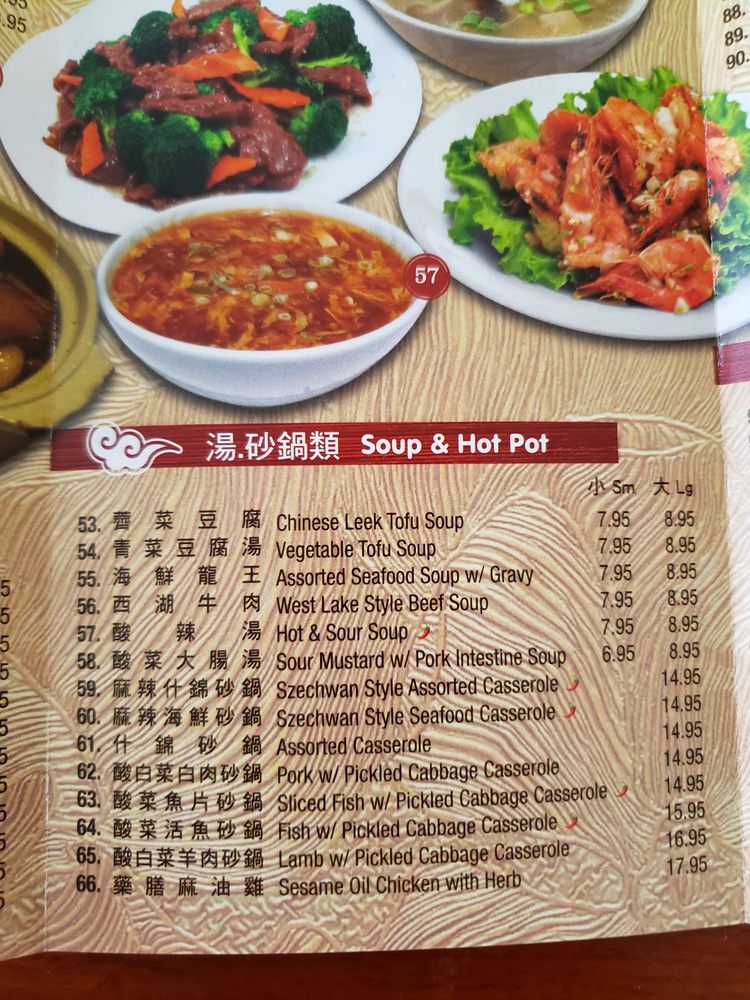 .95
88.
89.
90.
57
湯.砂鍋類 Soup & Hot Pot
小 Sm 大 Lg
53. 薺菜豆腐 Chinese Leek Tofu Soup 7.95 8.95
54. 青菜豆腐湯 Vegetable Tofu Soup 7.95 8.95
55. 海鮮龍王 Assorted Seafood Soup w/ Gravy 7.95 8.95
56. 西湖牛肉 West Lake Style Beef Soup 7.95 8.95
57. 酸辣湯 Hot & Sour Soup 7.95 8.95
58. 酸菜大腸湯 Sour Mustard w/ Pork Intestine Soup 6.95 8.95
59. 麻辣什錦砂鍋 Szechwan Style Assorted Casserole 14.95
60. 麻辣海鮮砂鍋 Szechwan Style Seafood Casserole 14.95
61. 什錦砂鍋 Assorted Casserole 14.95
62. 酸白菜白肉砂鍋 Pork w/ Pickled Cabbage Casserole 14.95
63. 酸菜魚片砂鍋 Sliced Fish w/ Pickled Cabbage Casserole 14.95
64. 酸菜活魚砂鍋 Fish w/ Pickled Cabbage Casserole 15.95
65. 酸白菜羊肉砂鍋 Lamb w/ Pickled Cabbage Casserole 16.95
66. 藥膳麻油雞 Sesame Oil Chicken with Herb 17.95